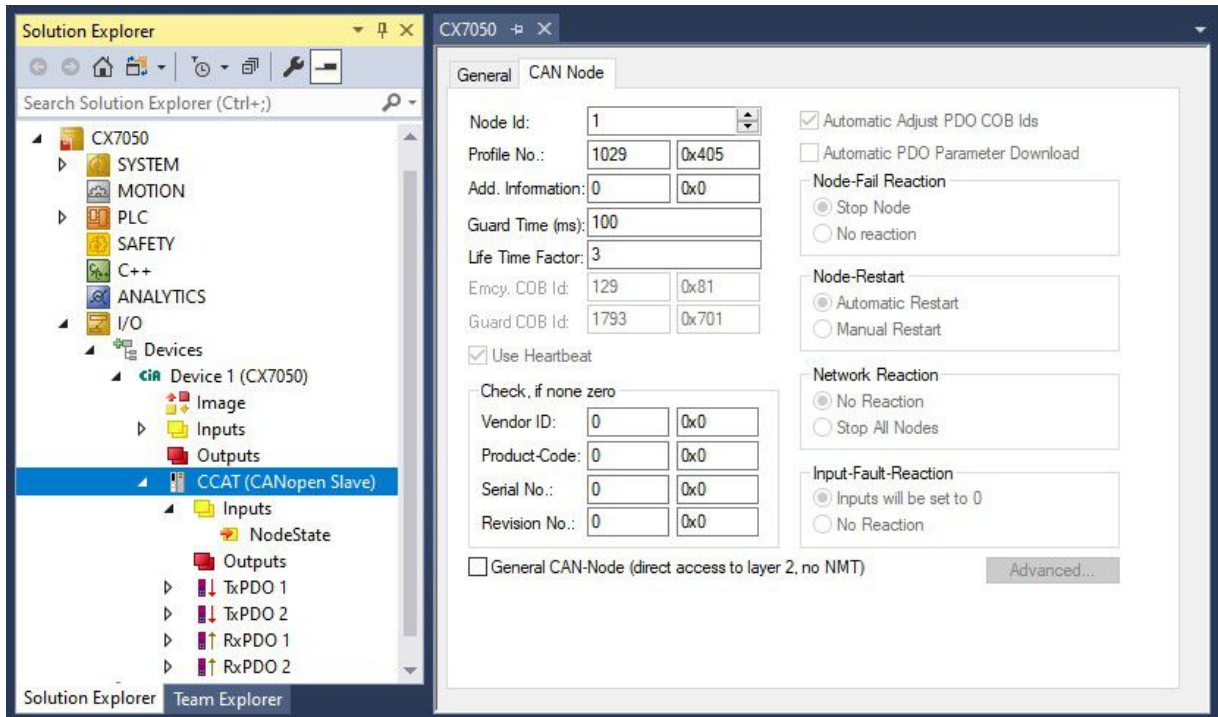 Solution Explorer
Search Solution Explorer (Ctrl+;)
CX7050
SYSTEM
MOTION
PLC
SAFETY
C++
ANALYTICS
I/O
Devices
CiA Device 1 (CX7050)
Image
Inputs
Outputs
CCAT (CANopen Slave)
Inputs
NodeState
Outputs
TxPDO 1
TxPDO 2
RxPDO 1
RxPDO 2
Solution Explorer Team Explorer
CX7050
General CAN Node
Node Id: 1
Profile No.: 1029 0x405
Add. Information: 0 0x0
Guard Time (ms): 100
Life Time Factor: 3
Emcy. COB Id: 129 0x81
Guard COB Id: 1793 0x701
Use Heartbeat
Check, if none zero
Vendor ID: 0 0x0
Product-Code: 0 0x0
Serial No.: 0 0x0
Revision No.: 0 0x0
General CAN-Node (direct access to layer 2, no NMT)
Automatic Adjust PDO COB Ids
Automatic PDO Parameter Download
Node-Fail Reaction
Stop Node
No reaction
Node-Restart
Automatic Restart
Manual Restart
Network Reaction
No Reaction
Stop All Nodes
Input-Fault-Reaction
Inputs will be set to 0
No Reaction
Advanced...